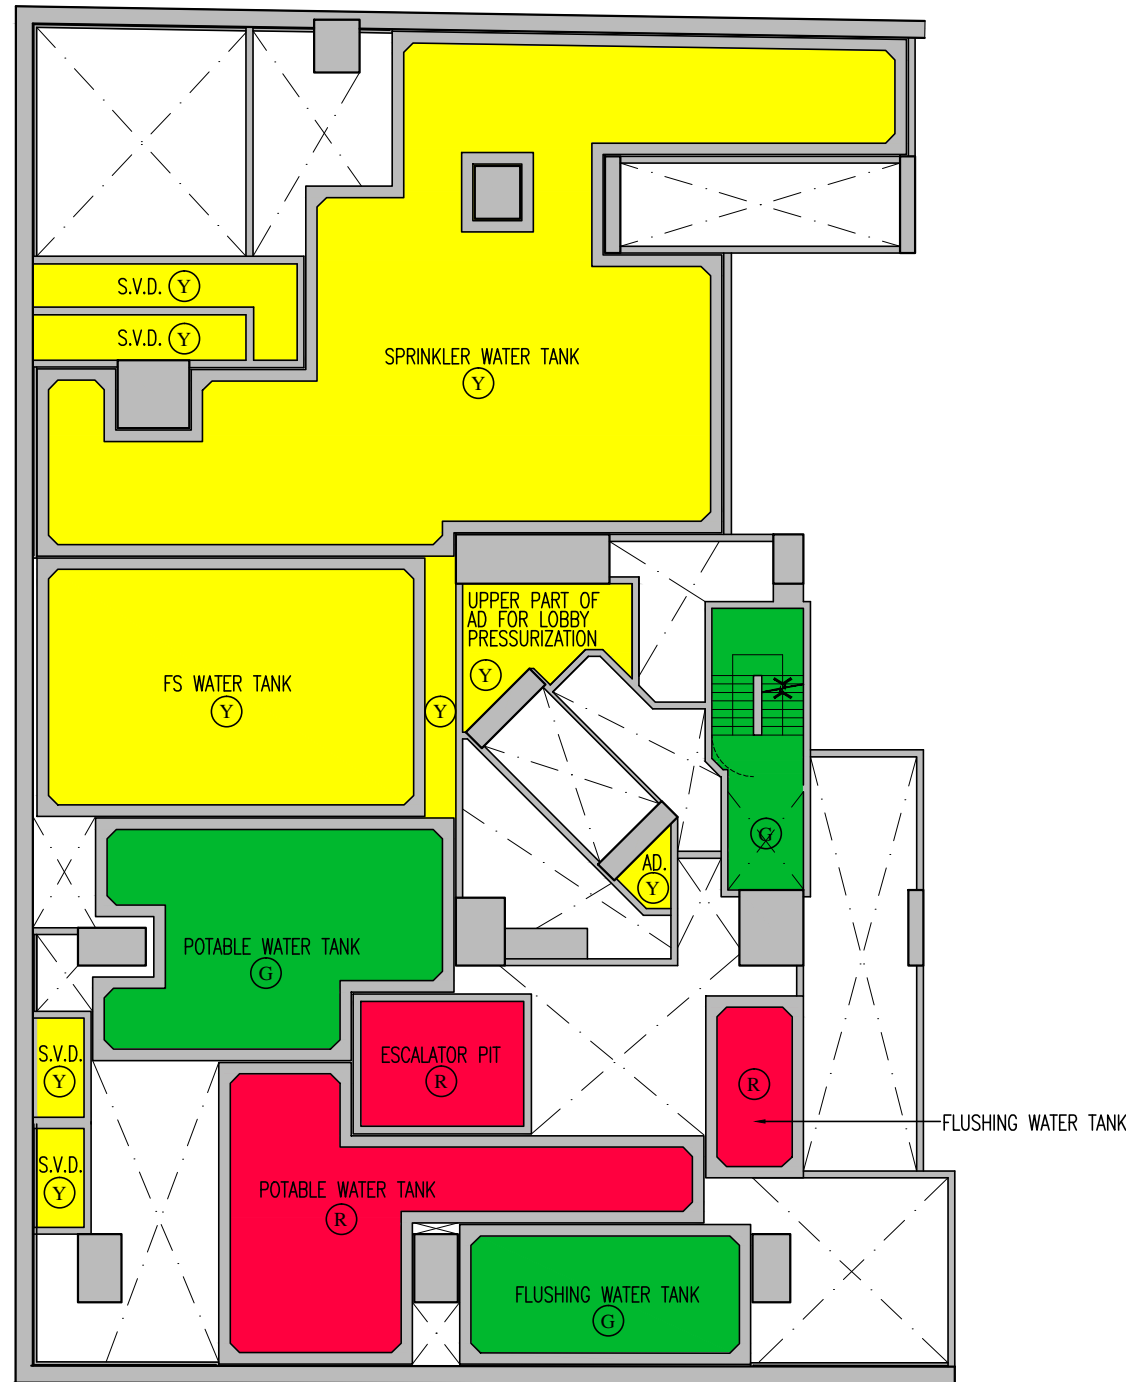 S.V.D. Y
S.V.D. Y
SPRINKLER WATER TANK
Y
UPPER PART OF
AD FOR LOBBY
PRESSURIZATION
Y
FS WATER TANK
Y
Y
G
AD.
Y
POTABLE WATER TANK
G
S.V.D.
Y
ESCALATOR PIT
R
R
FLUSHING WATER TANK
S.V.D.
Y
POTABLE WATER TANK
R
FLUSHING WATER TANK
G